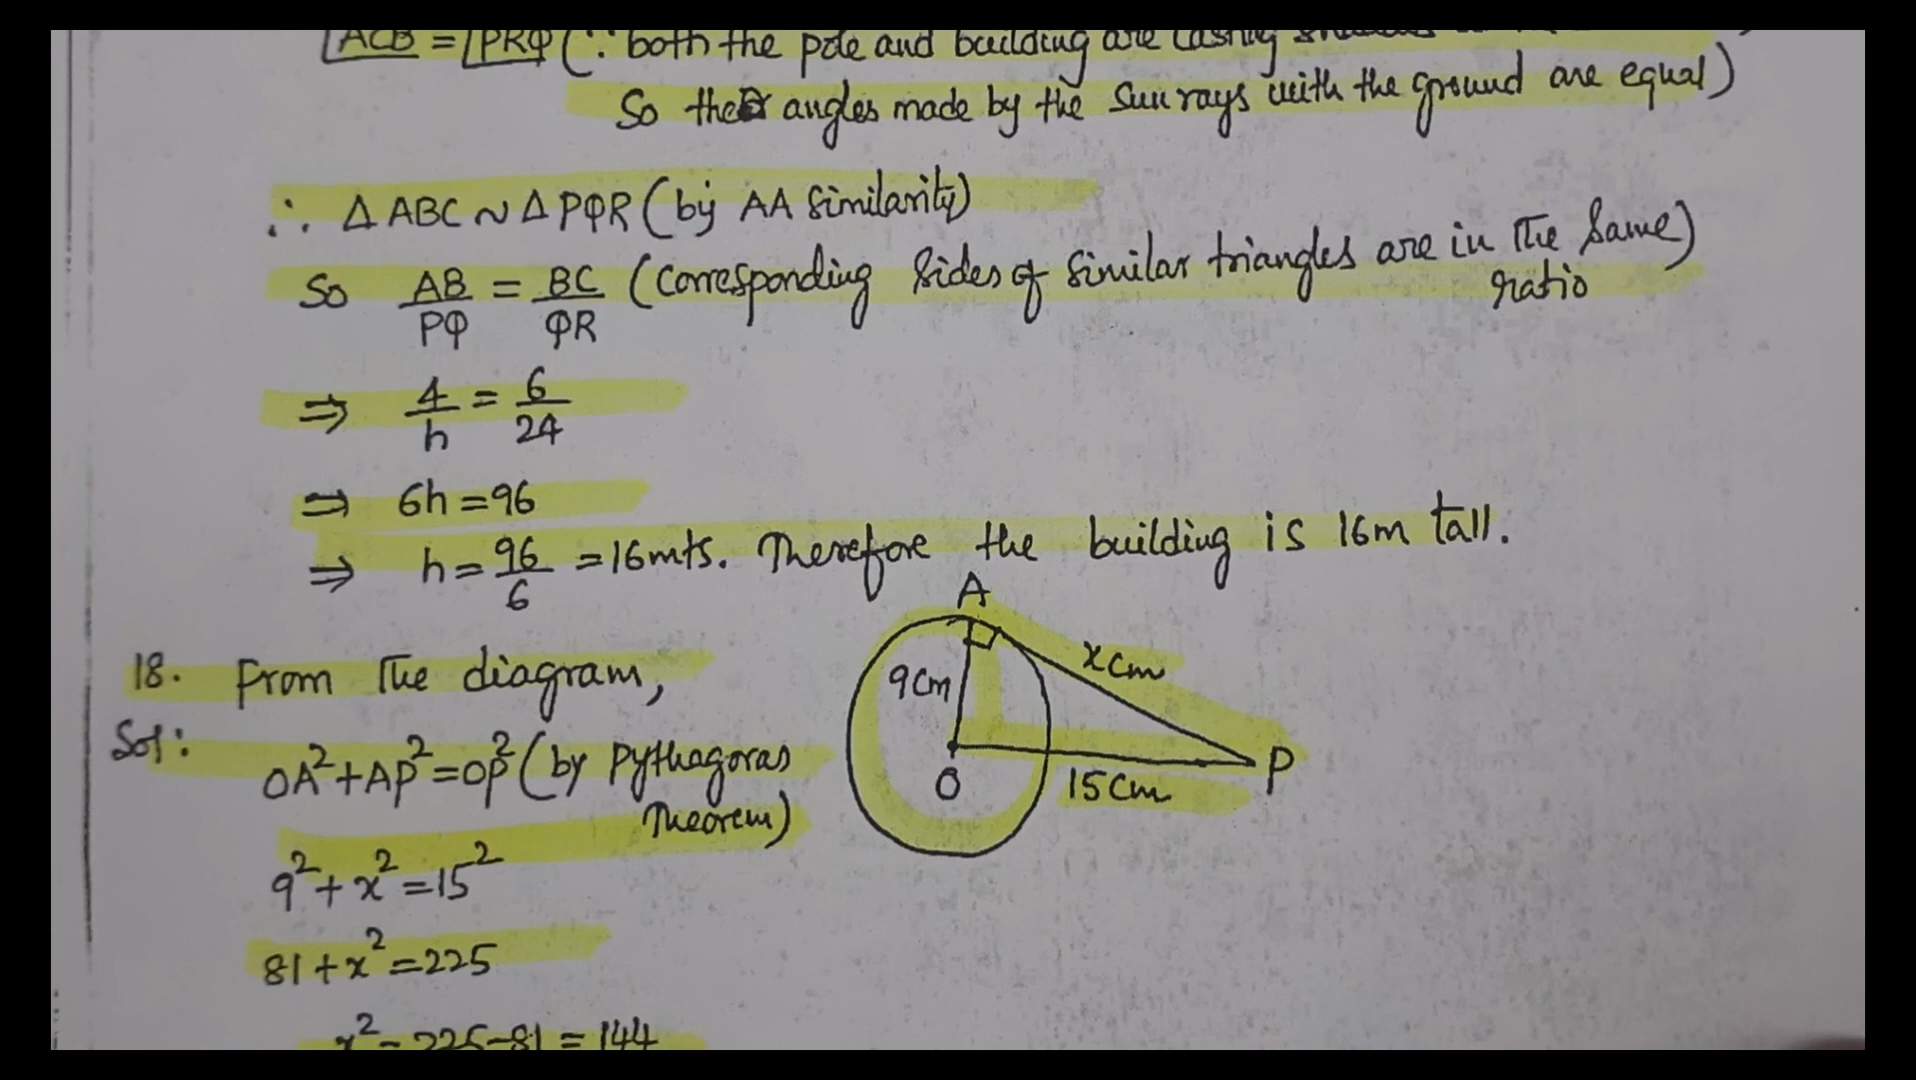 ∠ACB = ∠PRQ (∵ both the pole and building are casting
So the angles made by the Sun rays with the ground are equal)
∴ Δ ABC ~ Δ PQR (by AA Similarity)
So AB/PQ = BC/QR (Corresponding Sides of Similar triangles are in the Same ratio)
⇒ 4/h = 6/24
⇒ 6h = 96
⇒ h = 96/6 = 16mts. Therefore the building is 16m tall.
18. From the diagram,
Sol:
OA² + AP² = OP² (by Pythagoras Theorem)
9² + x² = 15²
81 + x² = 225
x² = 225-81 = 144
A
9cm
x cm
O
15cm
P